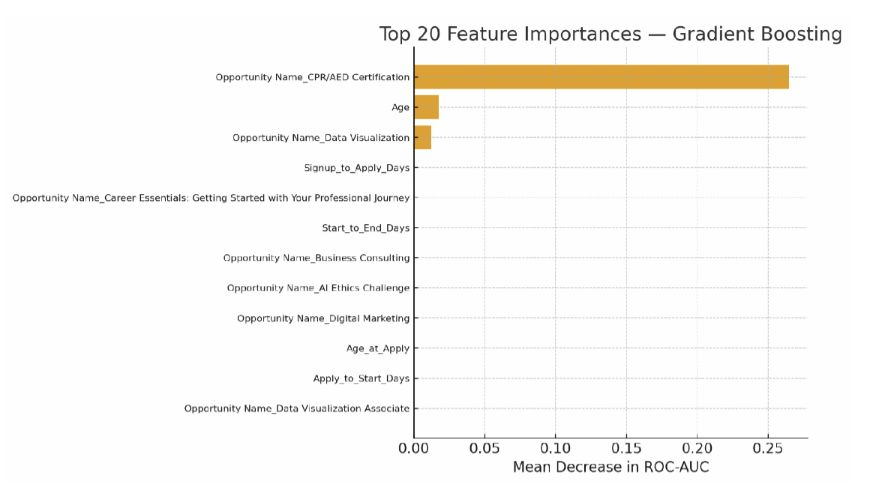 Top 20 Feature Importances — Gradient Boosting
Opportunity Name_CPR/AED Certification
Age
Opportunity Name_Data Visualization
Signup_to_Apply_Days
Opportunity Name_Career Essentials: Getting Started with Your Professional Journey
Start_to_End_Days
Opportunity Name_Business Consulting
Opportunity Name_AI Ethics Challenge
Opportunity Name_Digital Marketing
Age_at_Apply
Apply_to_Start_Days
Opportunity Name_Data Visualization Associate
0.00 0.05 0.10 0.15 0.20 0.25
Mean Decrease in ROC-AUC